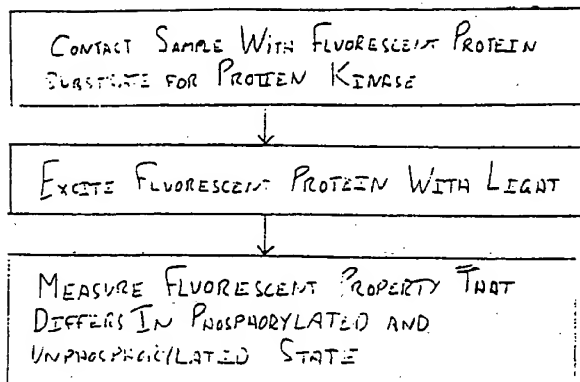 CONTACT SAMPLE WITH FLUORESCENT PROTEIN
SUBSTRATE FOR PROTIEN KINASE
EXCITE FLUORESCENT PROTEIN WITH LIGHT
MEASURE FLUORESCENT PROPERTY THAT
DIFFERS IN PHOSPHORYLATED AND
UNPHOSPHORYLATED STATE